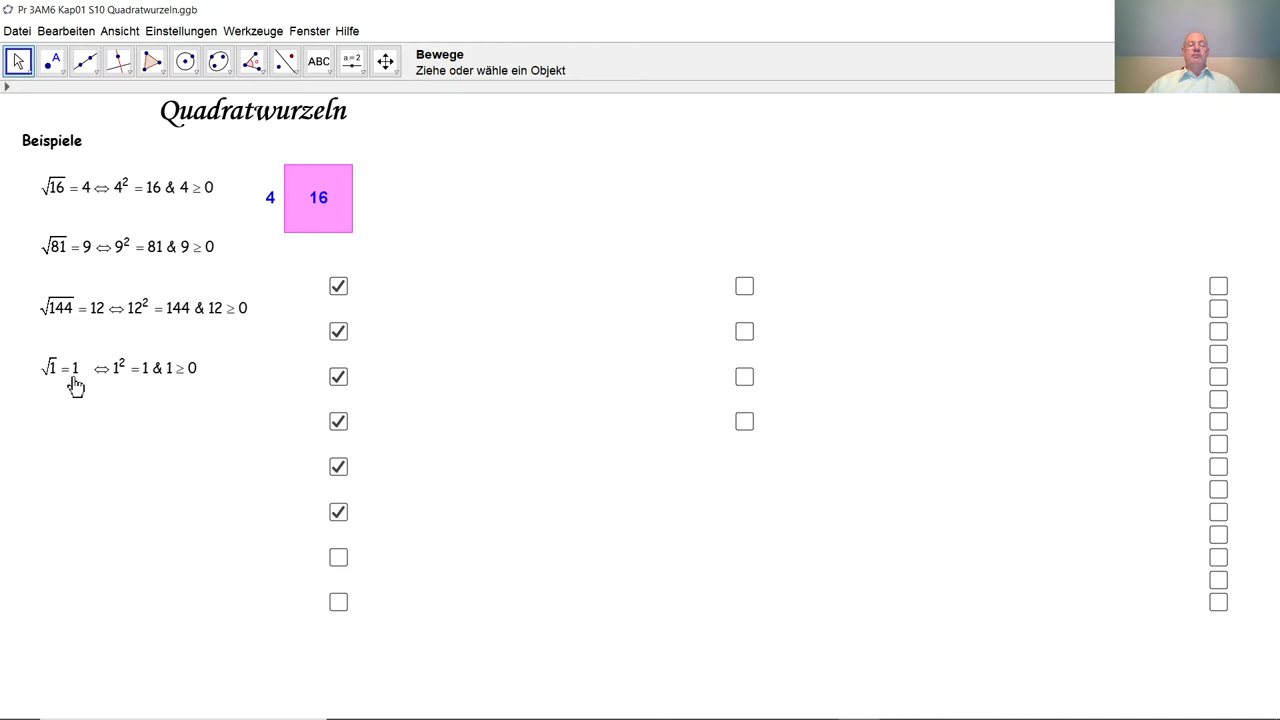 Pr 3AM6 Kap01 S10 Quadratwurzeln.ggb
Datei Bearbeiten Ansicht Einstellungen Werkzeuge Fenster Hilfe
A
ABC
a=2
Bewege
Ziehe oder wähle ein Objekt
Quadratwurzeln
Beispiele
√16 = 4 ⇔ 4² = 16 & 4 ≥ 0
4
16
√81 = 9 ⇔ 9² = 81 & 9 ≥ 0
√144 = 12 ⇔ 12² = 144 & 12 ≥ 0
√1 = 1 ⇔ 1² = 1 & 1 ≥ 0